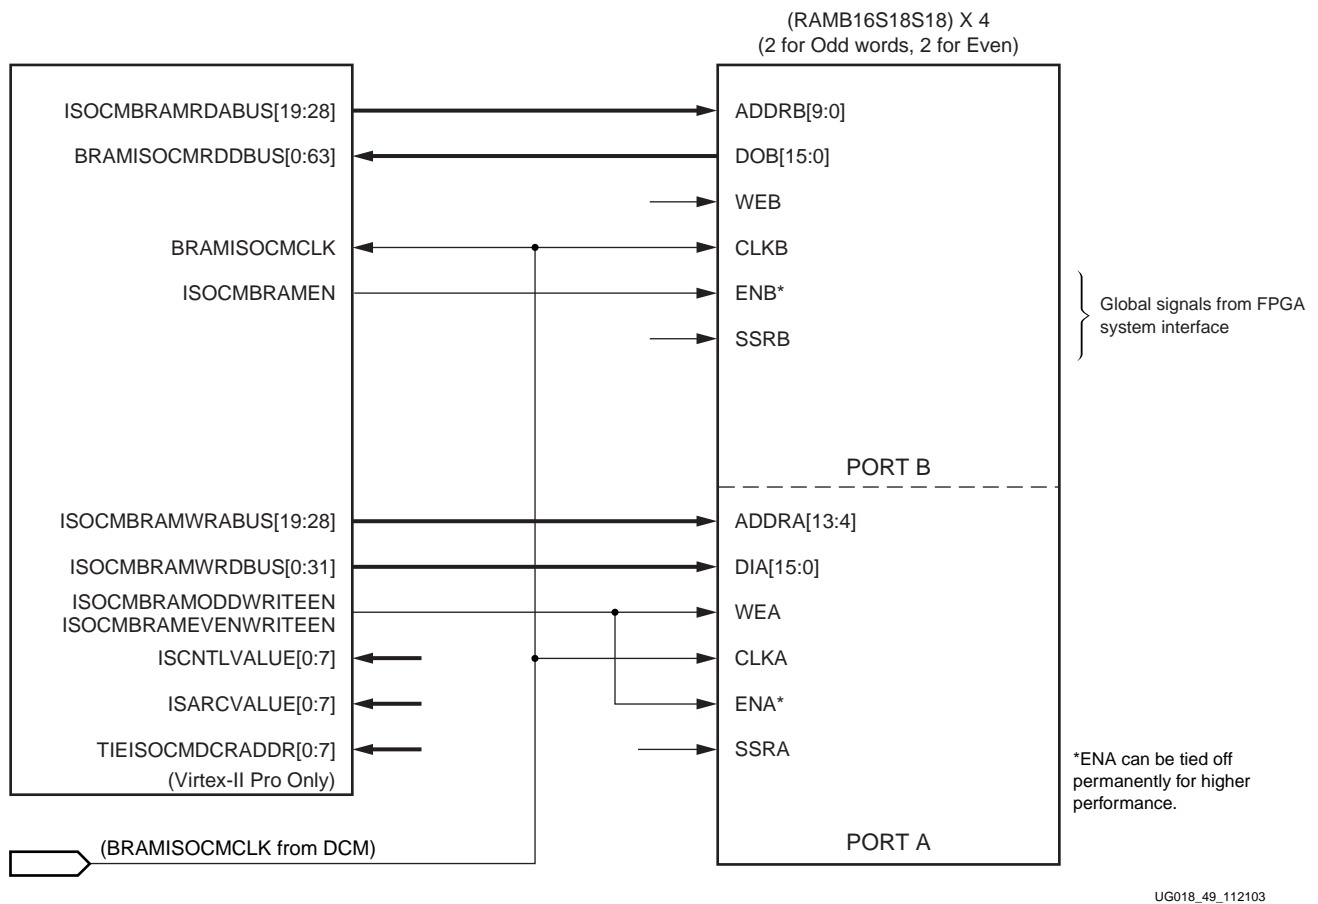 (RAMB16S18S18) X 4
(2 for Odd words, 2 for Even)
ISOCMBRAMRDABUS[19:28]
ADDRB[9:0]
BRAMISOCMRDDBUS[0:63]
DOB[15:0]
WEB
BRAMISOCMCLK
CLKB
ISOCMBRAMEN
ENB*
Global signals from FPGA
system interface
SSRB
PORT B
ISOCMBRAMWRABUS[19:28]
ADDRA[13:4]
ISOCMBRAMWRDBUS[0:31]
DIA[15:0]
ISOCMBRAMODDWRITEEN
ISOCMBRAMEVENWRITEEN
WEA
ISCNTLVALUE[0:7]
CLKA
ISARCVALUE[0:7]
ENA*
TIEISOCMDCRADDR[0:7]
(Virtex-II Pro Only)
SSRA
*ENA can be tied off
permanently for higher
performance.
PORT A
(BRAMISOCMCLK from DCM)
UG018_49_112103